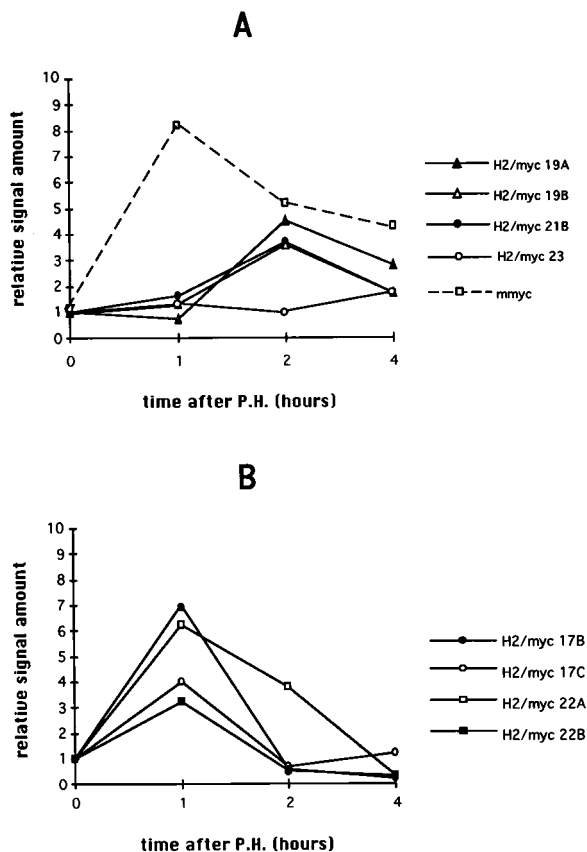 A
relative signal amount
10
9
8
7
6
5
4
3
2
1
0
0 1 2 4
time after P.H. (hours)
H2/myc 19A
H2/myc 19B
H2/myc 21B
H2/myc 23
mmyc
B
relative signal amount
10
9
8
7
6
5
4
3
2
1
0
0 1 2 4
time after P.H. (hours)
H2/myc 17B
H2/myc 17C
H2/myc 22A
H2/myc 22B